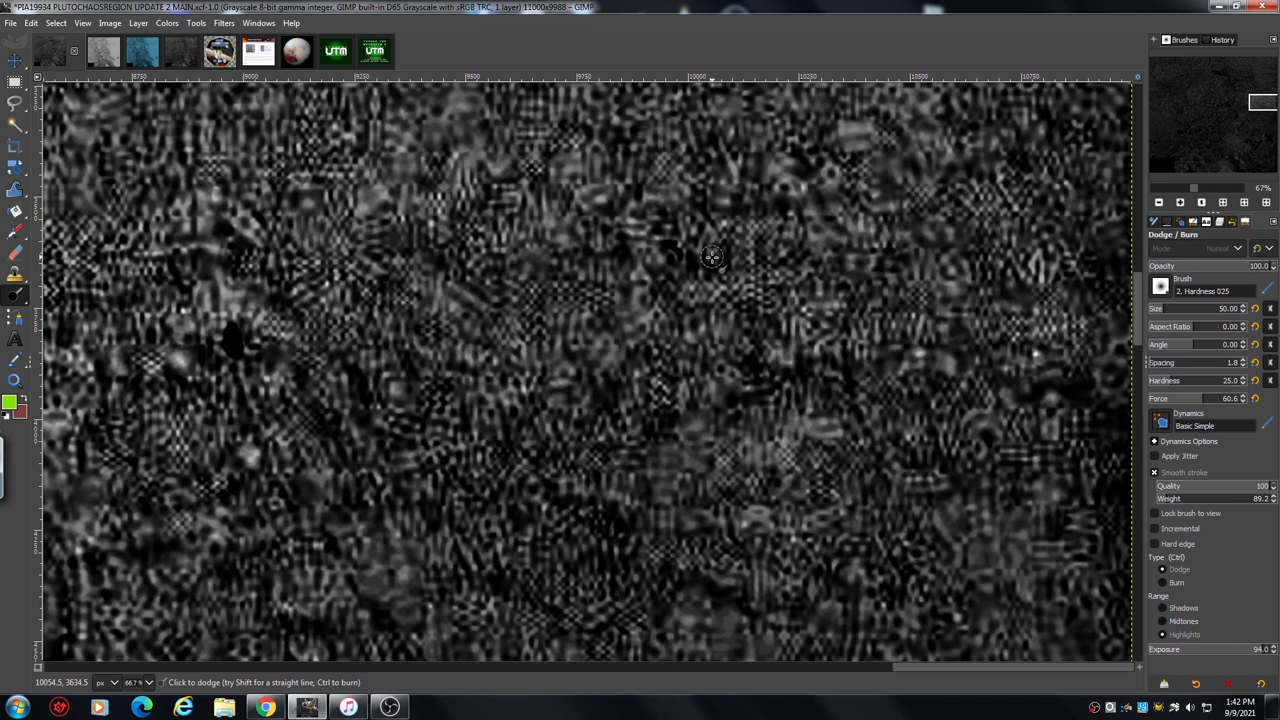 *PIA19934 PLUTOCHAOSREGION UPDATE 2 MAIN.xcf-1.0 (Grayscale 8-bit gamma integer, GIMP built-in D65 Grayscale with sRGB TRC, 1 layer) 11000x9988 – GIMP
File Edit Select View Image Layer Colors Tools Filters Windows Help
UTM
UTM
Brushes History
8750 9000 9250 9500 9750 10000 10250 10500 10750
67%
Dodge / Burn
Mode Normal
Opacity 100.0
Brush
2. Hardness 025
Size 50.00
Aspect Ratio 0.00
Angle 0.00
Spacing 1.8
Hardness 25.0
Force 60.6
Dynamics
Basic Simple
Dynamics Options
Apply Jitter
Smooth stroke
Quality 100
Weight 89.2
Lock brush to view
Incremental
Hard edge
Type (Ctrl)
Dodge
Burn
Range
Shadows
Midtones
Highlights
Exposure 94.0
10054.5, 3634.5 px 66.7 % Click to dodge (try Shift for a straight line, Ctrl to burn)
1:42 PM
9/9/2021